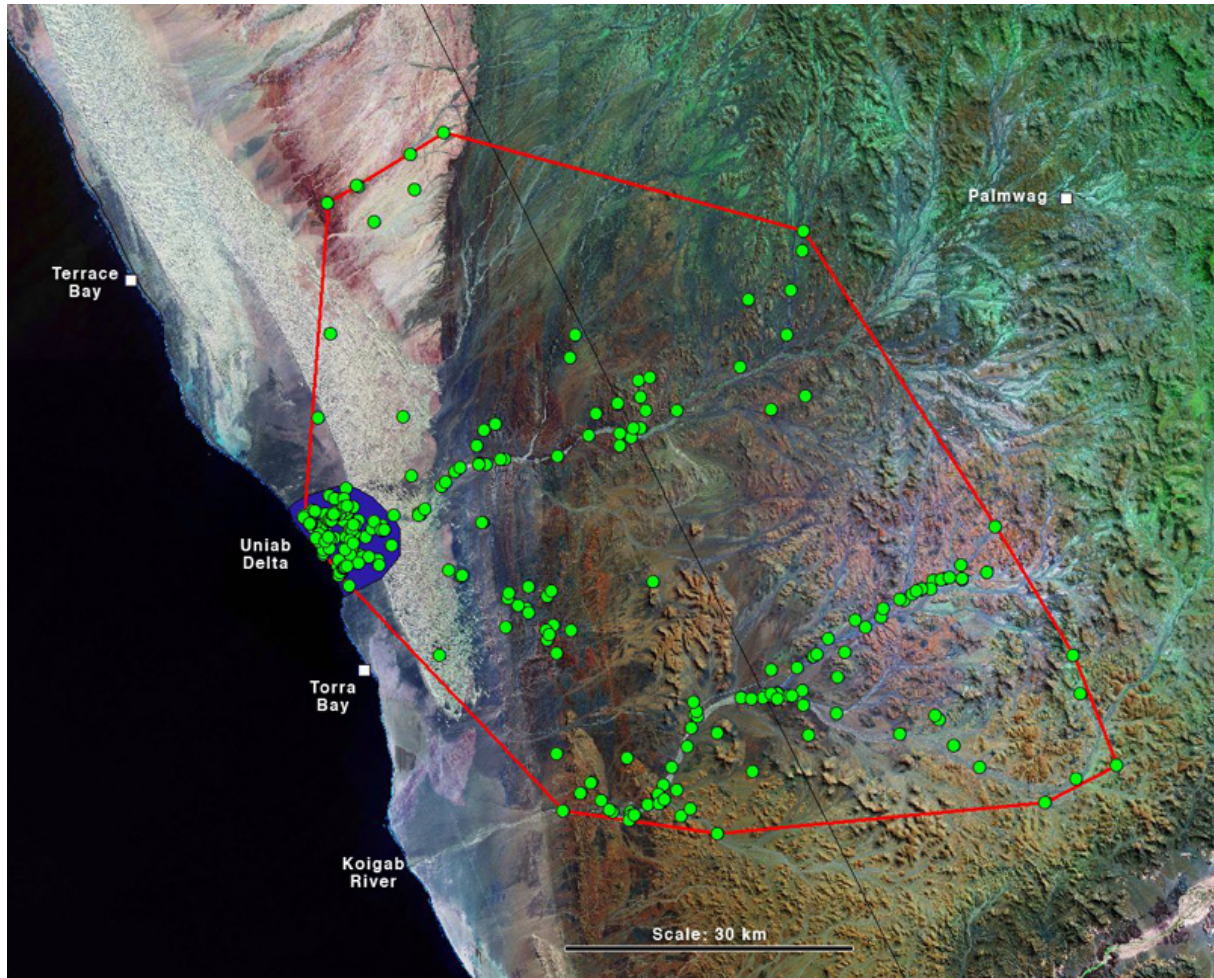 Palmwag
Terrace
Bay
Uniab
Delta
Torra
Bay
Koigab
River
Scale: 30 km